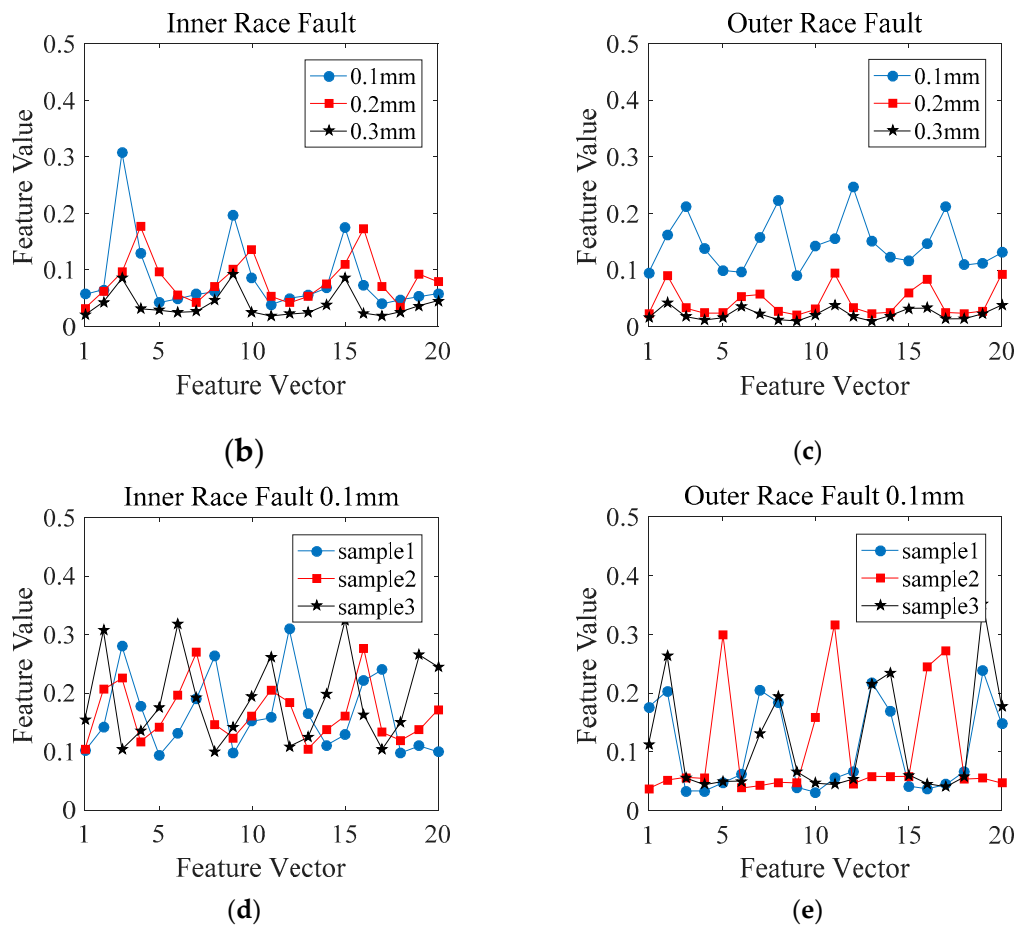 Inner Race Fault
0.5
0.4
0.3
0.2
0.1
0
Feature Value
0.1mm
0.2mm
0.3mm
1 5 10 15 20
Feature Vector
(b)
Outer Race Fault
0.5
0.4
0.3
0.2
0.1
0
Feature Value
0.1mm
0.2mm
0.3mm
1 5 10 15 20
Feature Vector
(c)
Inner Race Fault 0.1mm
0.5
0.4
0.3
0.2
0.1
0
Feature Value
sample1
sample2
sample3
1 5 10 15 20
Feature Vector
(d)
Outer Race Fault 0.1mm
0.5
0.4
0.3
0.2
0.1
0
Feature Value
sample1
sample2
sample3
1 5 10 15 20
Feature Vector
(e)